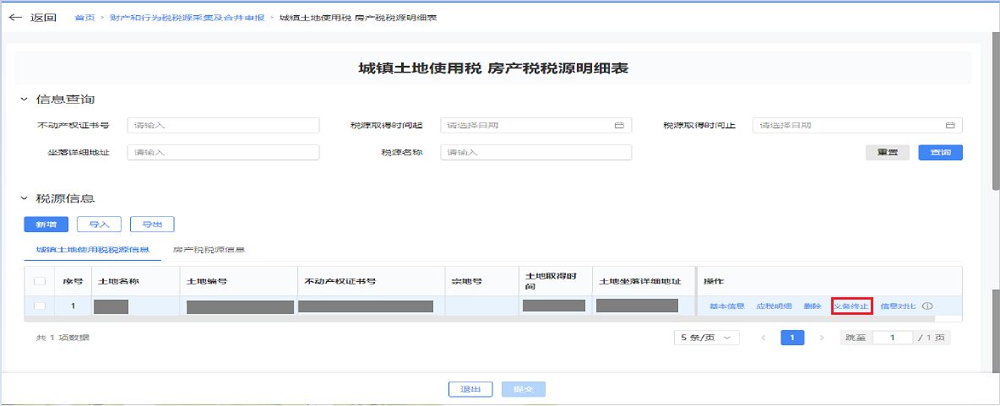 返回 首页 > 财产和行为税税源采集及合并申报 > 城镇土地使用税 房产税税源明细表
城镇土地使用税 房产税税源明细表
信息查询
不动产权证书号 请输入 税源取得时间起 请选择日期 税源取得时间止 请选择日期
坐落详细地址 请输入 税源名称 请输入 重置 查询
税源信息
新增 导入 导出
城镇土地使用税税源信息 房产税税源信息
序号 土地名称 土地编号 不动产权证书号 宗地号 土地取得时间 土地坐落详细地址 操作
1 基本信息 应税明细 删除 义务终止 信息对比
共 1 项数据 5 条/页 < 1 > 跳至 1 / 1 页
退出 提交